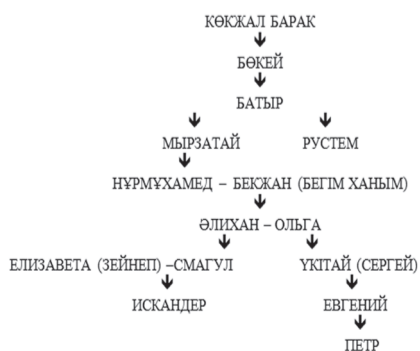 КӨКЖАЛ БАРАК
БӨКЕЙ
БАТЫР
МЫРЗАТАЙ РУСТЕМ
НҰРМҰХАМЕД – БЕКЖАН (БЕГІМ ХАНЫМ)
ӘЛИХАН – ОЛЬГА
ЕЛИЗАВЕТА (ЗЕЙНЕП) –СМАГУЛ ҮКІТАЙ (СЕРГЕЙ)
ИСКАНДЕР ЕВГЕНИЙ
ПЕТР